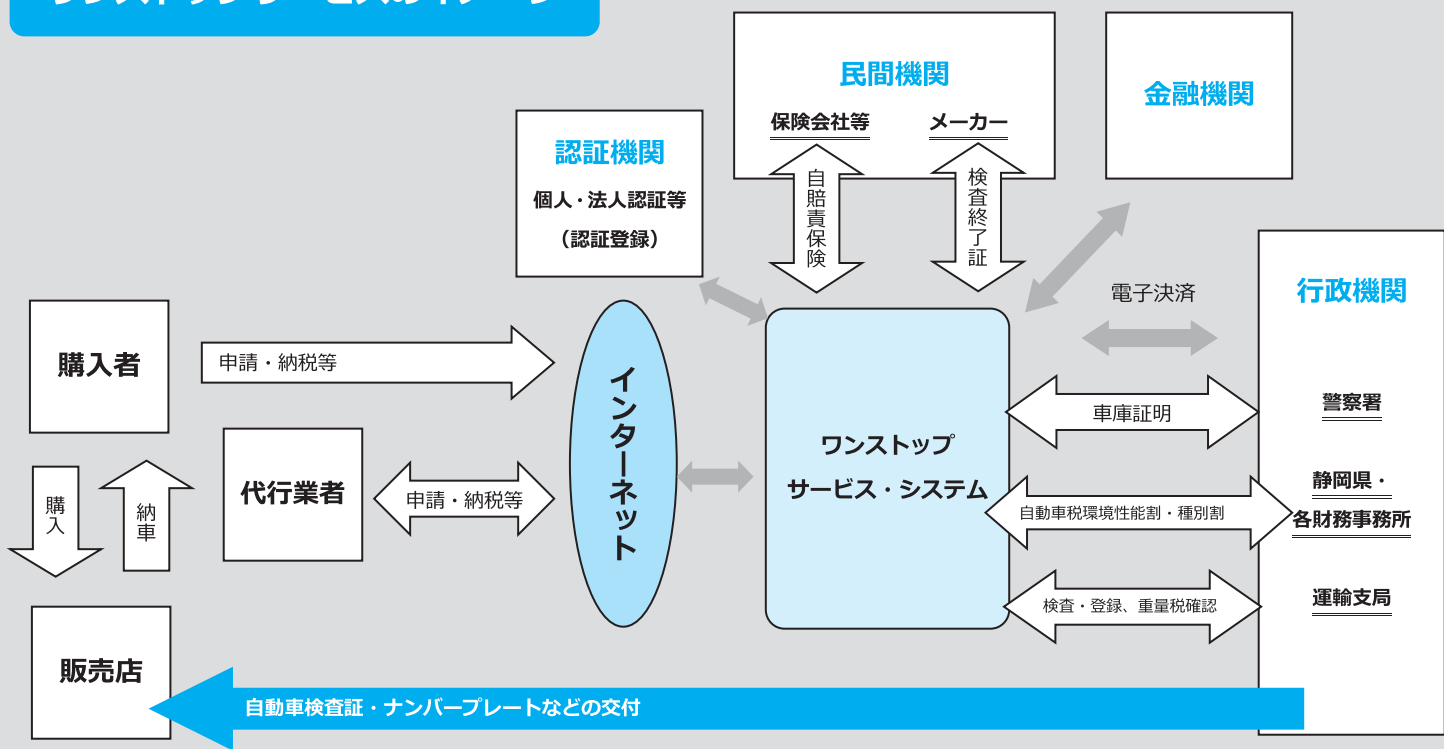 民間機関
保険会社等
メーカー
自賠責保険
検査終了証
金融機関
認証機関
個人・法人認証等
（認証登録）
電子決済
行政機関
警察署
静岡県・
各財務事務所
運輸支局
購入者
申請・納税等
代行業者
申請・納税等
インターネット
ワンストップ
サービス・システム
車庫証明
自動車税環境性能割・種別割
検査・登録、重量税確認
購入
納車
販売店
自動車検査証・ナンバープレートなどの交付